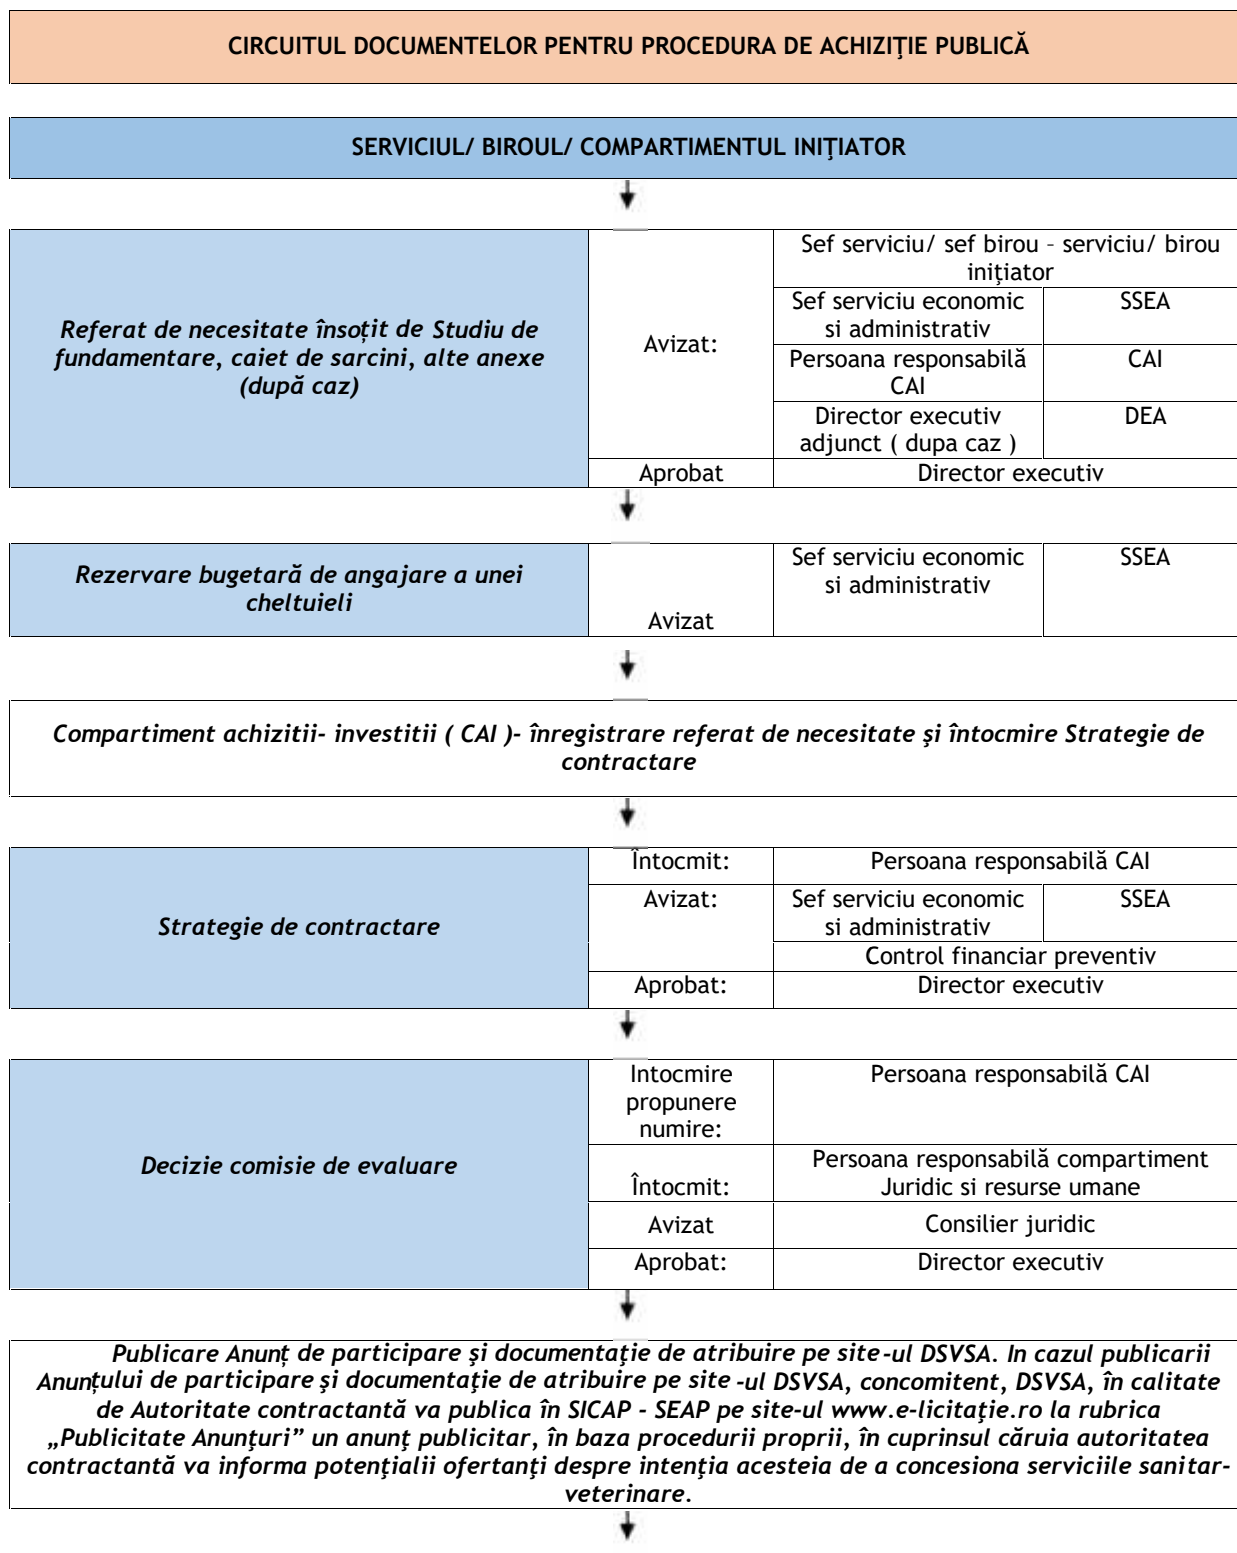 CIRCUITUL DOCUMENTELOR PENTRU PROCEDURA DE ACHIZIŢIE PUBLICĂ
SERVICIUL/ BIROUL/ COMPARTIMENTUL INIŢIATOR
Referat de necesitate însoțit de Studiu de
fundamentare, caiet de sarcini, alte anexe
(după caz)
Avizat:
Sef serviciu/ sef birou – serviciu/ birou
iniţiator
Sef serviciu economic
si administrativ
SSEA
Persoana responsabilă
CAI
CAI
Director executiv
adjunct ( dupa caz )
DEA
Aprobat
Director executiv
Rezervare bugetară de angajare a unei
cheltuieli
Avizat
Sef serviciu economic
si administrativ
SSEA
Compartiment achizitii- investitii ( CAI )- înregistrare referat de necesitate şi întocmire Strategie de
contractare
Strategie de contractare
Întocmit:
Persoana responsabilă CAI
Avizat:
Sef serviciu economic
si administrativ
SSEA
Control financiar preventiv
Aprobat:
Director executiv
Decizie comisie de evaluare
Intocmire
propunere
numire:
Persoana responsabilă CAI
Întocmit:
Persoana responsabilă compartiment
Juridic si resurse umane
Avizat
Consilier juridic
Aprobat:
Director executiv
Publicare Anunț de participare şi documentaţie de atribuire pe site-ul DSVSA. In cazul publicarii
Anunțului de participare şi documentaţie de atribuire pe site -ul DSVSA, concomitent, DSVSA, în calitate
de Autoritate contractantă va publica în SICAP - SEAP pe site-ul www.e-licitaţie.ro la rubrica
„Publicitate Anunţuri” un anunţ publicitar, în baza procedurii proprii, în cuprinsul căruia autoritatea
contractantă va informa potenţialii ofertanţi despre intenţia acesteia de a concesiona serviciile sanitar-
veterinare.